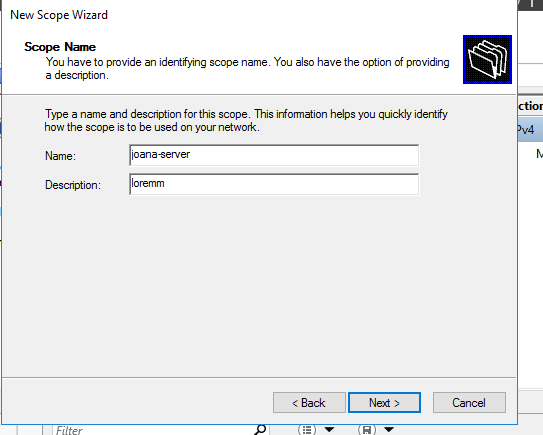 New Scope Wizard
Scope Name
You have to provide an identifying scope name. You also have the option of providing
a description.
Type a name and description for this scope. This information helps you quickly identify
how the scope is to be used on your network.
Name:
joana-server
Description:
loremm
< Back
Next >
Cancel
ction
Pv4
M
Filter